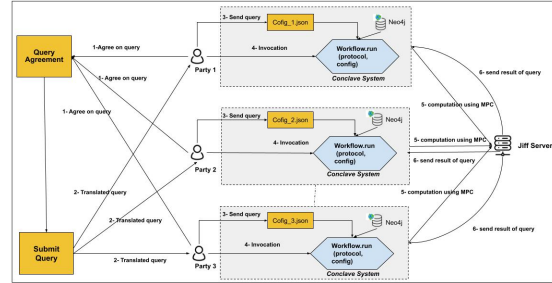 Query
Agreement
1-Agree on query
1- Agree on query
1- Agree on query
2- Translated query
2- Translated query
2- Translated query
Submit
Query
Party 1
3- Send query
Cofig_1.json
Neo4j
4- Invocation
Workflow.run
(protocol,
config)
Conclave System
Party 2
3- Send query
Cofig_2.json
Neo4j
4- Invocation
Workflow.run
(protocol,
config)
Conclave System
Party 3
3- Send query
Cofig_3.json
Neo4j
4- Invocation
Workflow.run
(protocol,
config)
Conclave System
6- send result of query
5- computation using MPC
5- computation using MPC
6- send result of query
5- computation using MPC
6- send result of query
Jiff Server